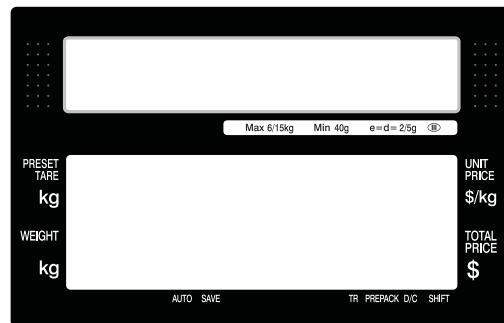 Max 6/15kg Min 40g e=d= 2/5g III
PRESET TARE
kg
UNIT PRICE
$/kg
WEIGHT
kg
TOTAL PRICE
$
AUTO SAVE TR PREPACK D/C SHIFT